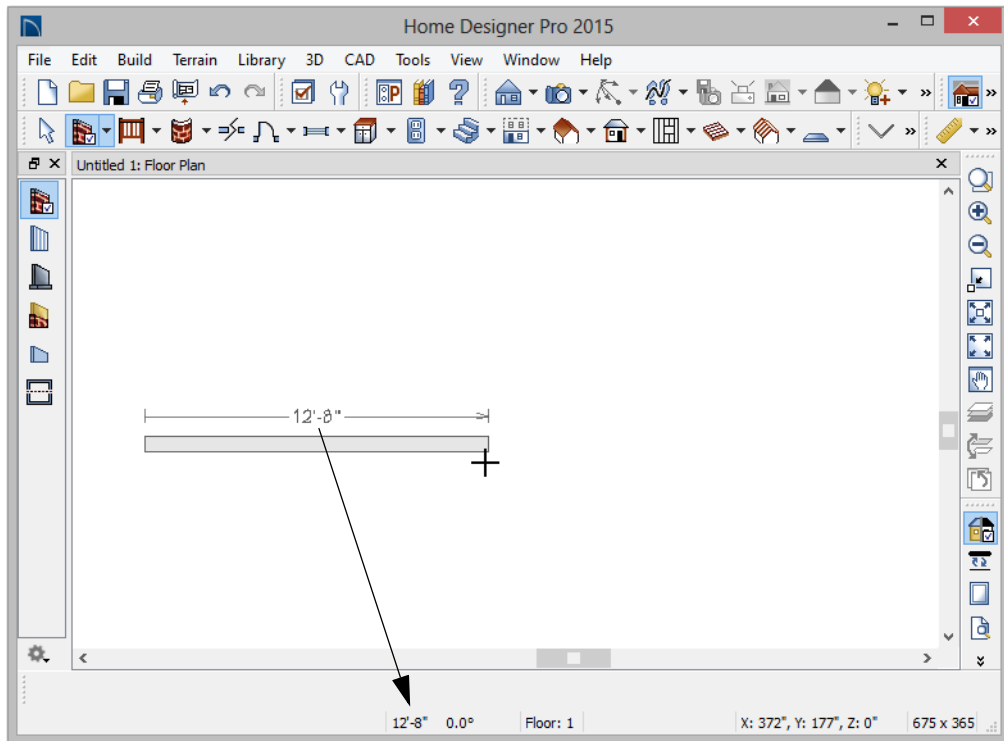 Home Designer Pro 2015
File Edit Build Terrain Library 3D CAD Tools View Window Help
Untitled 1: Floor Plan
12'-8"
12'-8" 0.0° Floor: 1 X: 372", Y: 177", Z: 0" 675 x 365